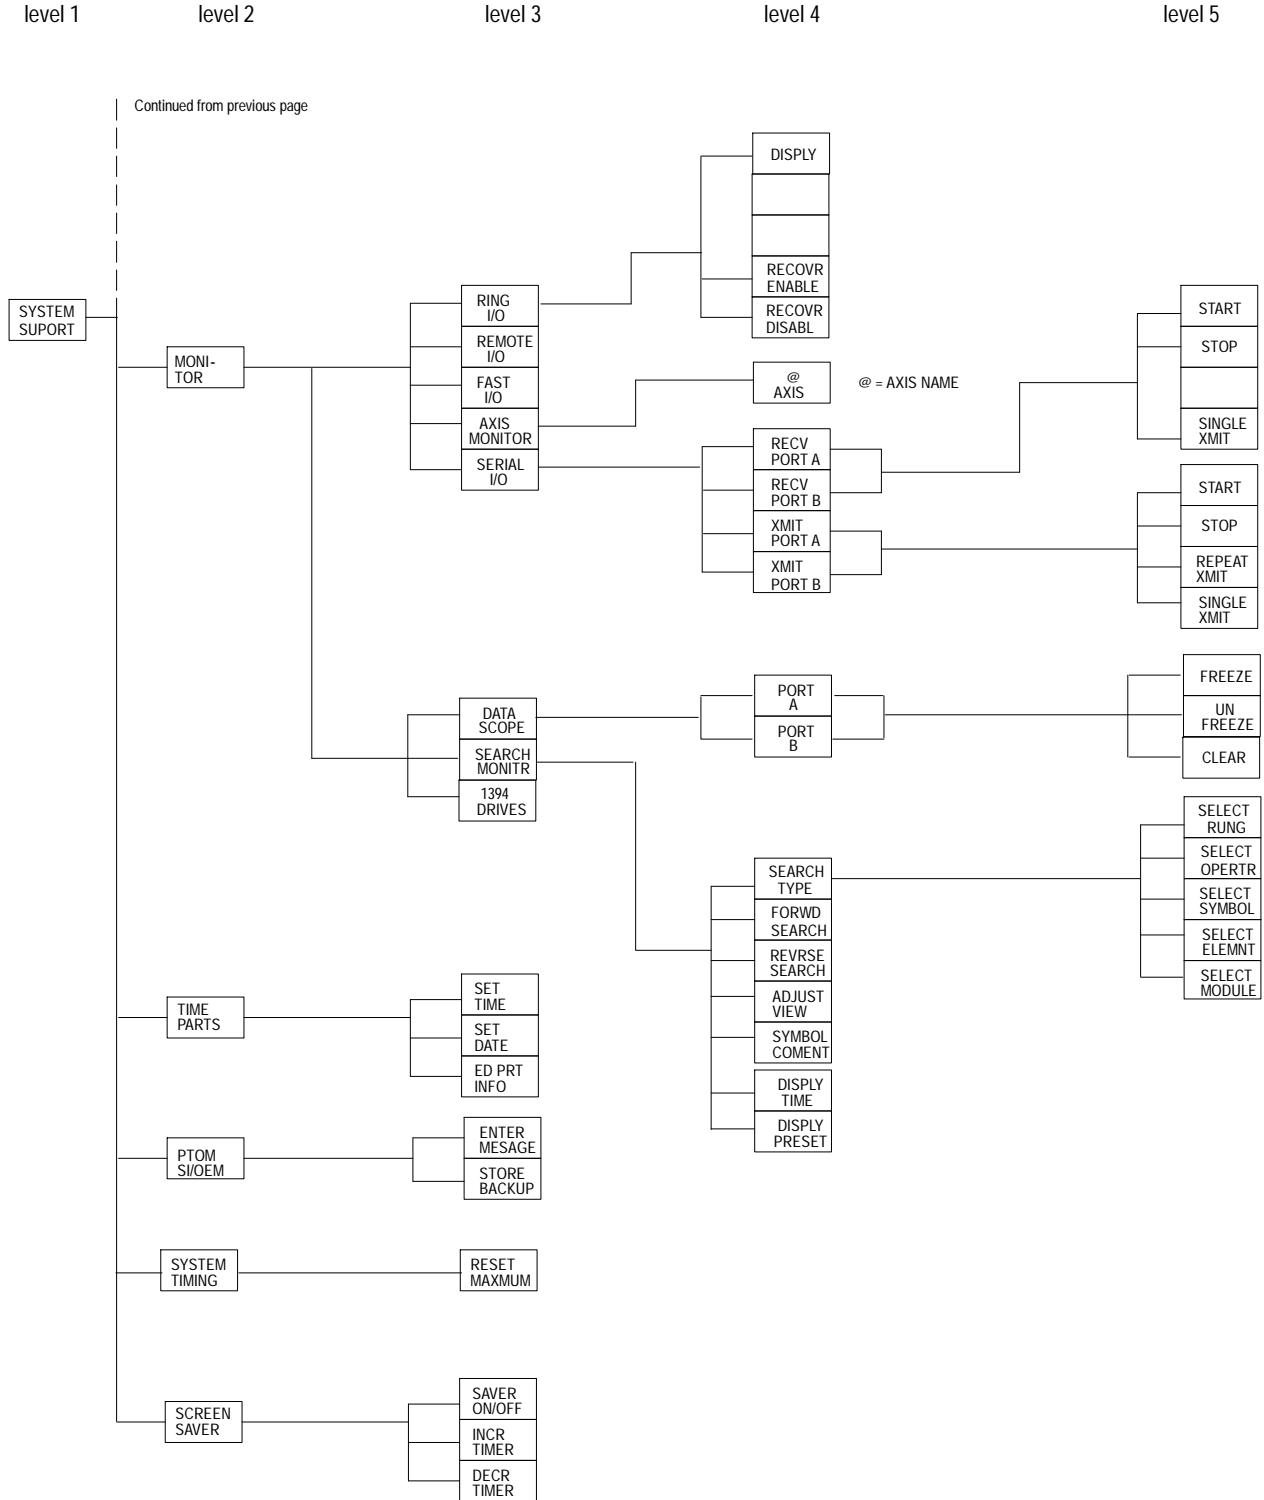 level 1
level 2
level 3
level 4
level 5
Continued from previous page
SYSTEM
SUPORT
MONI-
TOR
RING
I/O
REMOTE
I/O
FAST
I/O
AXIS
MONITOR
SERIAL
I/O
DISPLY
RECOVR
ENABLE
RECOVR
DISABL
@
AXIS
@ = AXIS NAME
RECV
PORT A
RECV
PORT B
XMIT
PORT A
XMIT
PORT B
START
STOP
SINGLE
XMIT
START
STOP
REPEAT
XMIT
SINGLE
XMIT
DATA
SCOPE
SEARCH
MONITR
1394
DRIVES
PORT
A
PORT
B
FREEZE
UN
FREEZE
CLEAR
SEARCH
TYPE
FORWD
SEARCH
REVRSE
SEARCH
ADJUST
VIEW
SYMBOL
COMENT
DISPLY
TIME
DISPLY
PRESET
SELECT
RUNG
SELECT
OPERTR
SELECT
SYMBOL
SELECT
ELEMNT
SELECT
MODULE
TIME
PARTS
SET
TIME
SET
DATE
ED PRT
INFO
PTOM
SI/OEM
ENTER
MESAGE
STORE
BACKUP
SYSTEM
TIMING
RESET
MAXMUM
SCREEN
SAVER
SAVER
ON/OFF
INCR
TIMER
DECR
TIMER